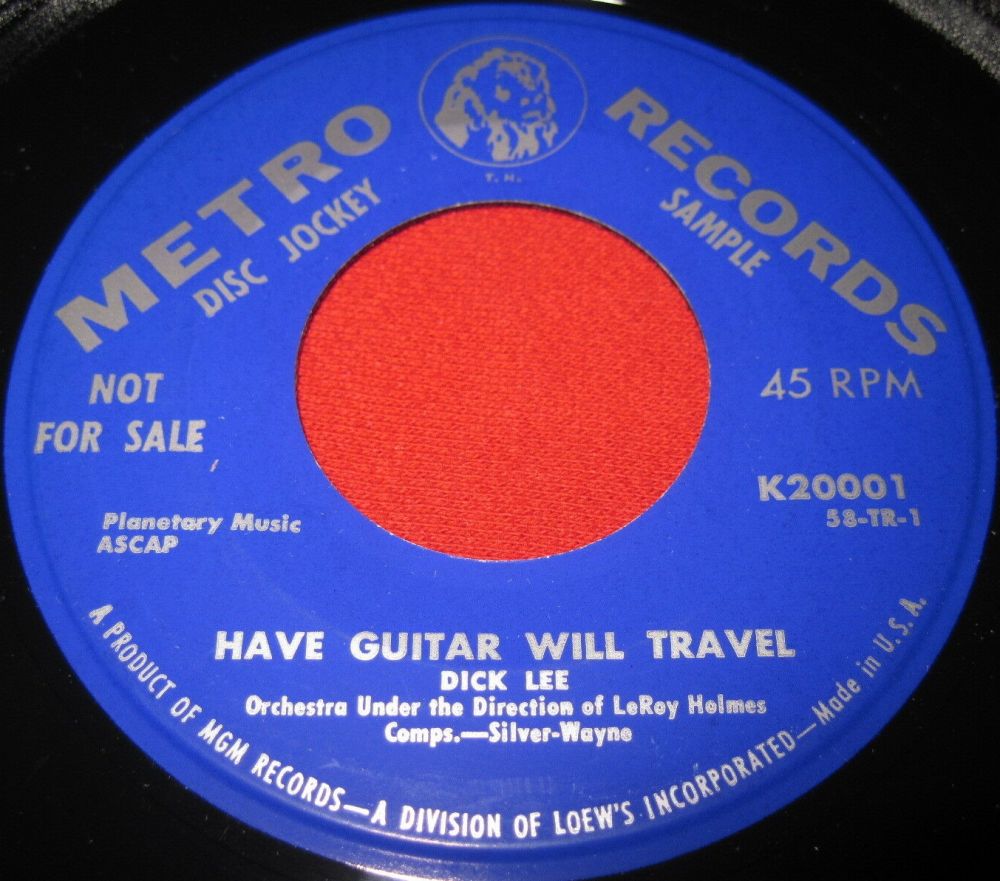 METRO RECORDS
T. N.
DISC JOCKEY SAMPLE
NOT
FOR SALE
45 RPM
K20001
58-TR-1
Planetary Music
ASCAP
HAVE GUITAR WILL TRAVEL
DICK LEE
Orchestra Under the Direction of LeRoy Holmes
Comps.—Silver-Wayne
A PRODUCT OF MGM RECORDS—A DIVISION OF LOEW'S INCORPORATED—Made in U.S.A.